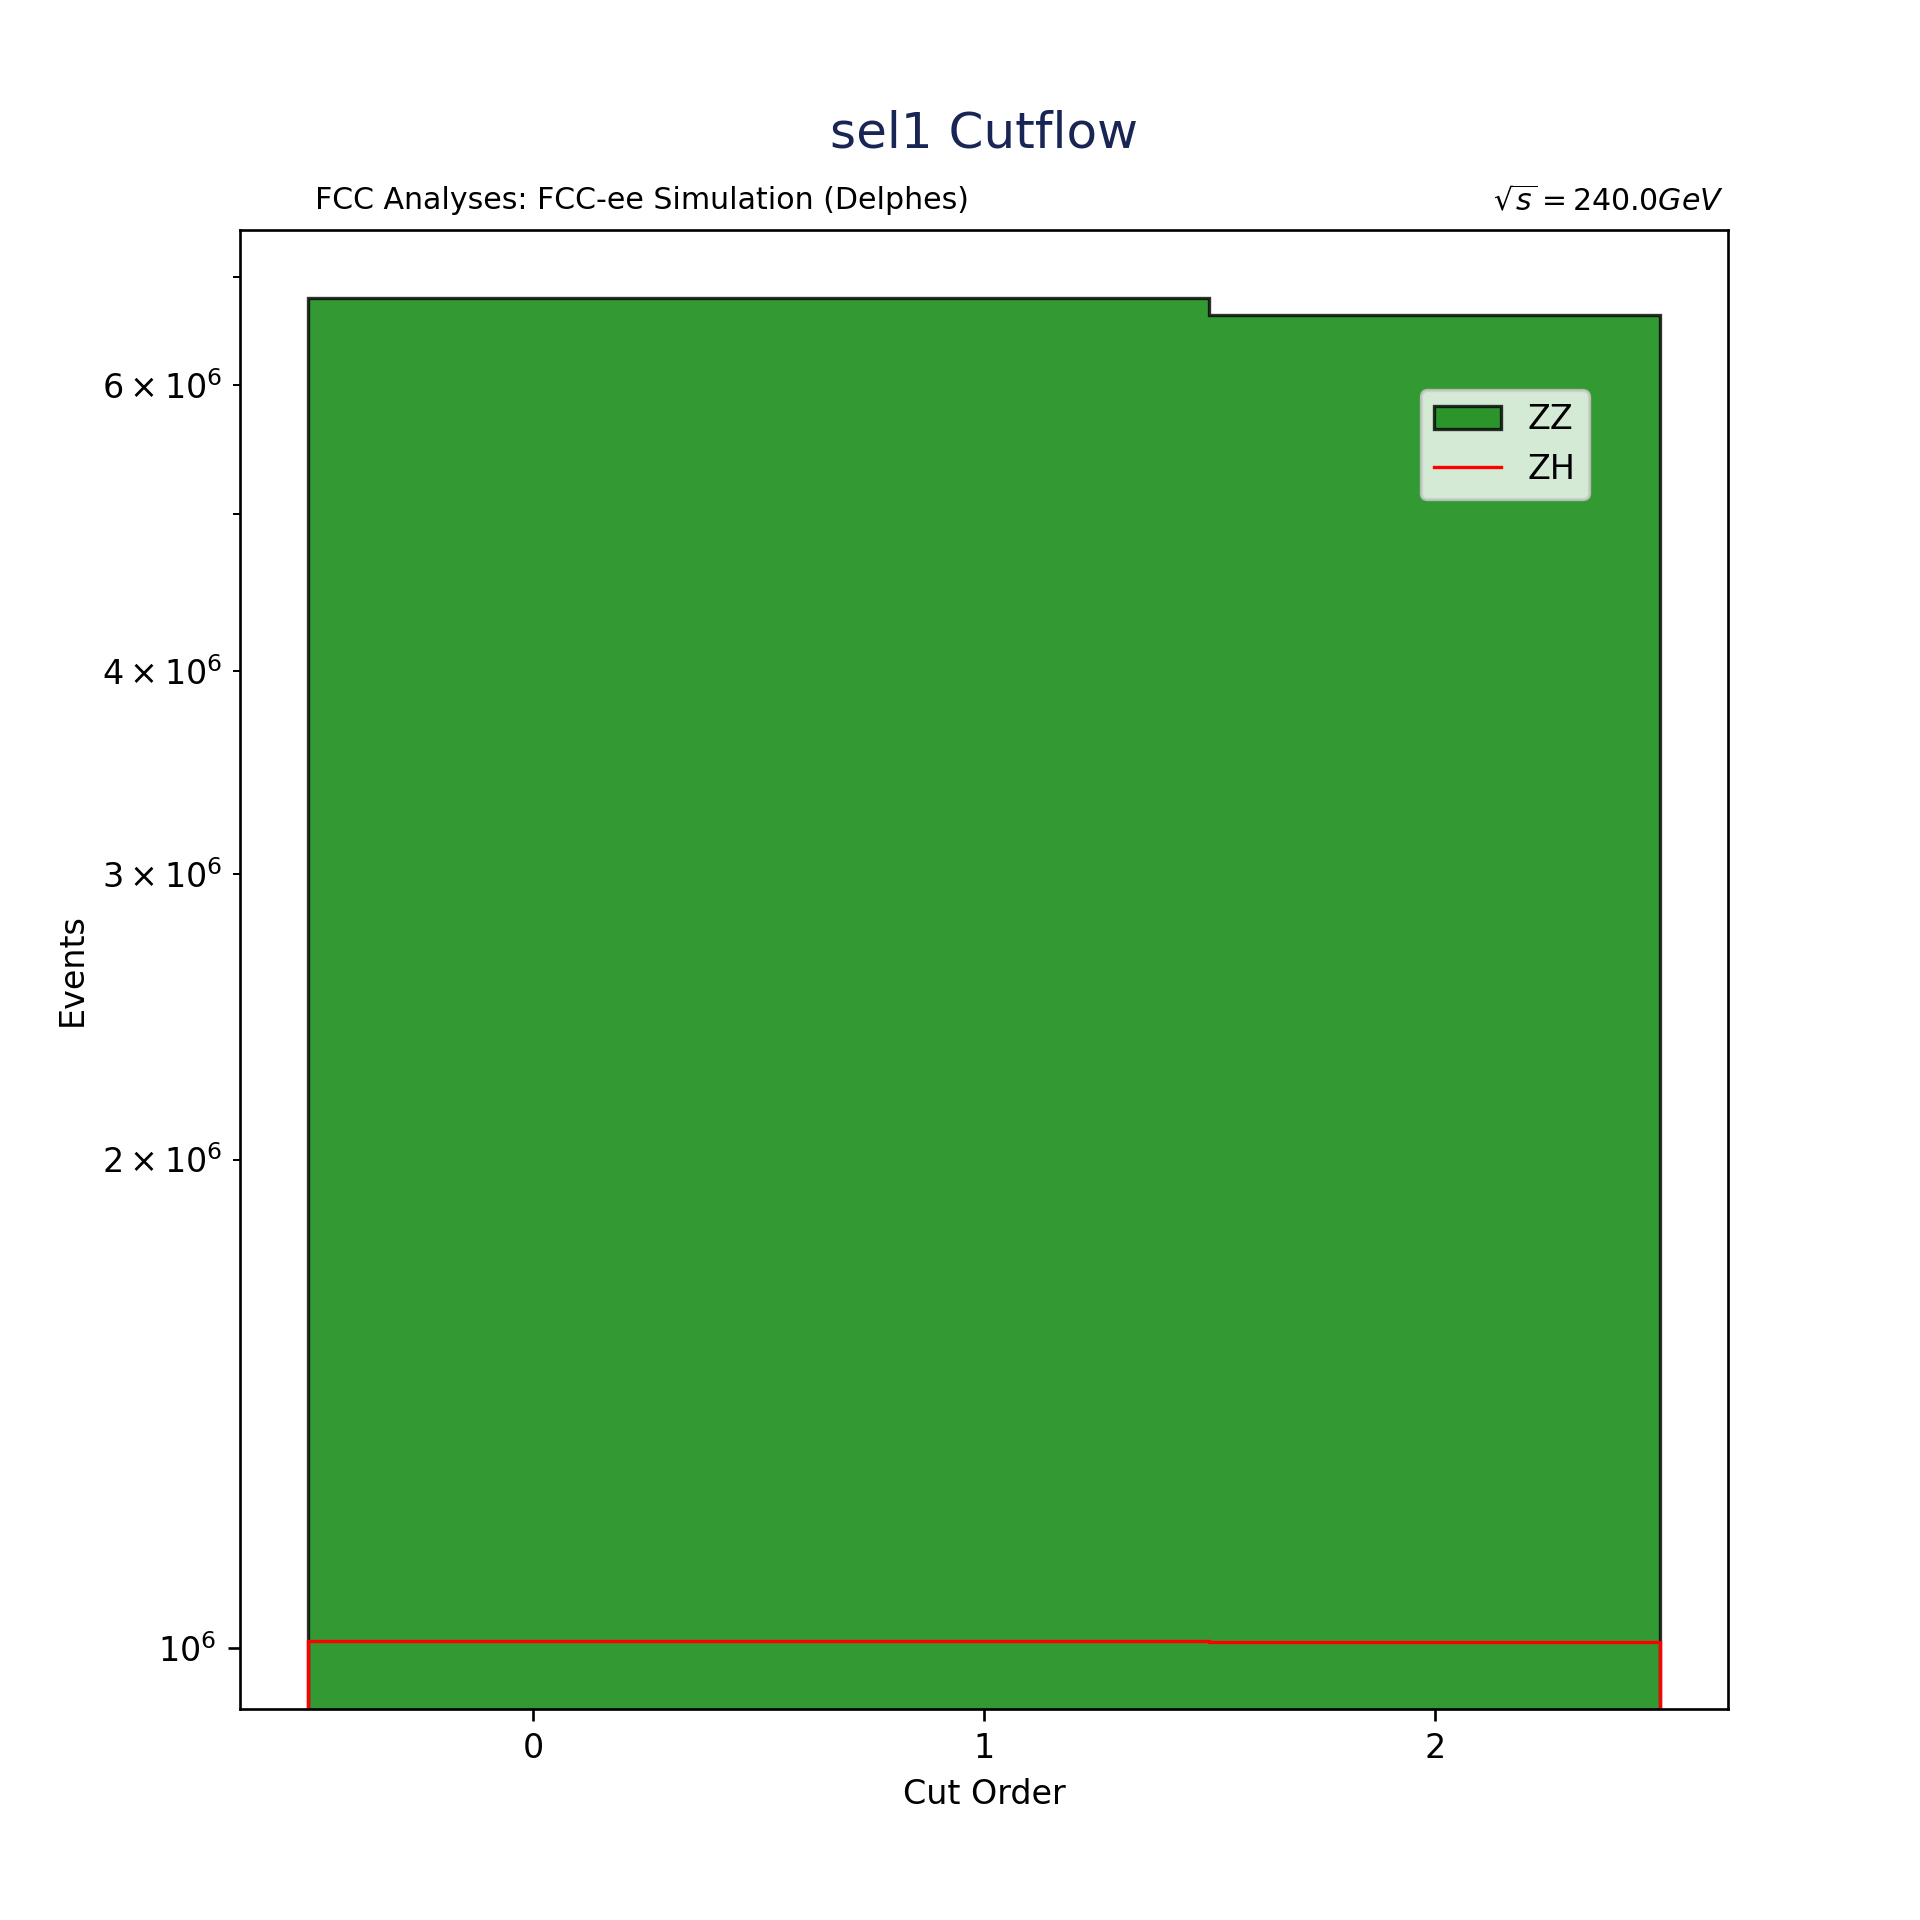 sel1 Cutflow
FCC Analyses: FCC-ee Simulation (Delphes)
√s = 240.0GeV
6 × 10⁶
4 × 10⁶
3 × 10⁶
2 × 10⁶
10⁶
Events
ZZ
ZH
0 1 2
Cut Order